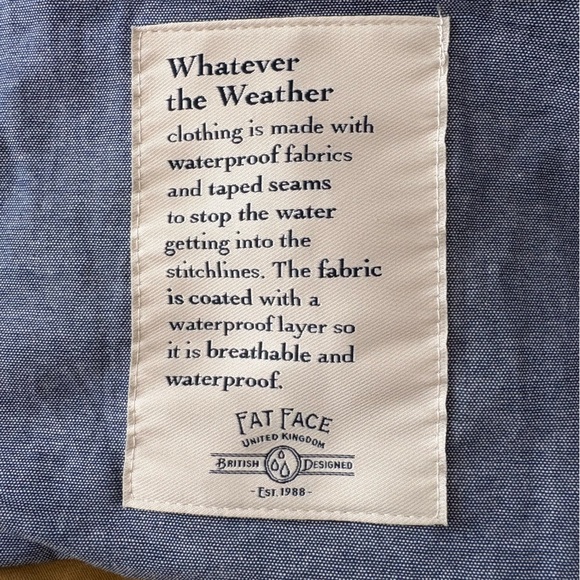 Whatever
the Weather
clothing is made with
waterproof fabrics
and taped seams
to stop the water
getting into the
stitchlines. The fabric
is coated with a
waterproof layer so
it is breathable and
waterproof.
FAT FACE
UNITED KINGDOM
BRITISH DESIGNED
- EST. 1988 -